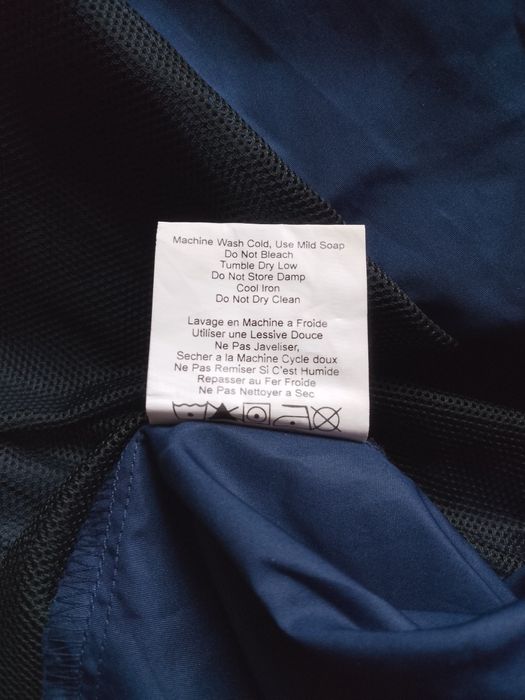 Machine Wash Cold, Use Mild Soap
Do Not Bleach
Tumble Dry Low
Do Not Store Damp
Cool Iron
Do Not Dry Clean
Lavage en Machine a Froide
Utiliser une Lessive Douce
Ne Pas Javeliser,
Secher a la Machine Cycle doux
Ne Pas Remiser Si C'est Humide
Repasser au Fer Froide
Ne Pas Nettoyer a Sec